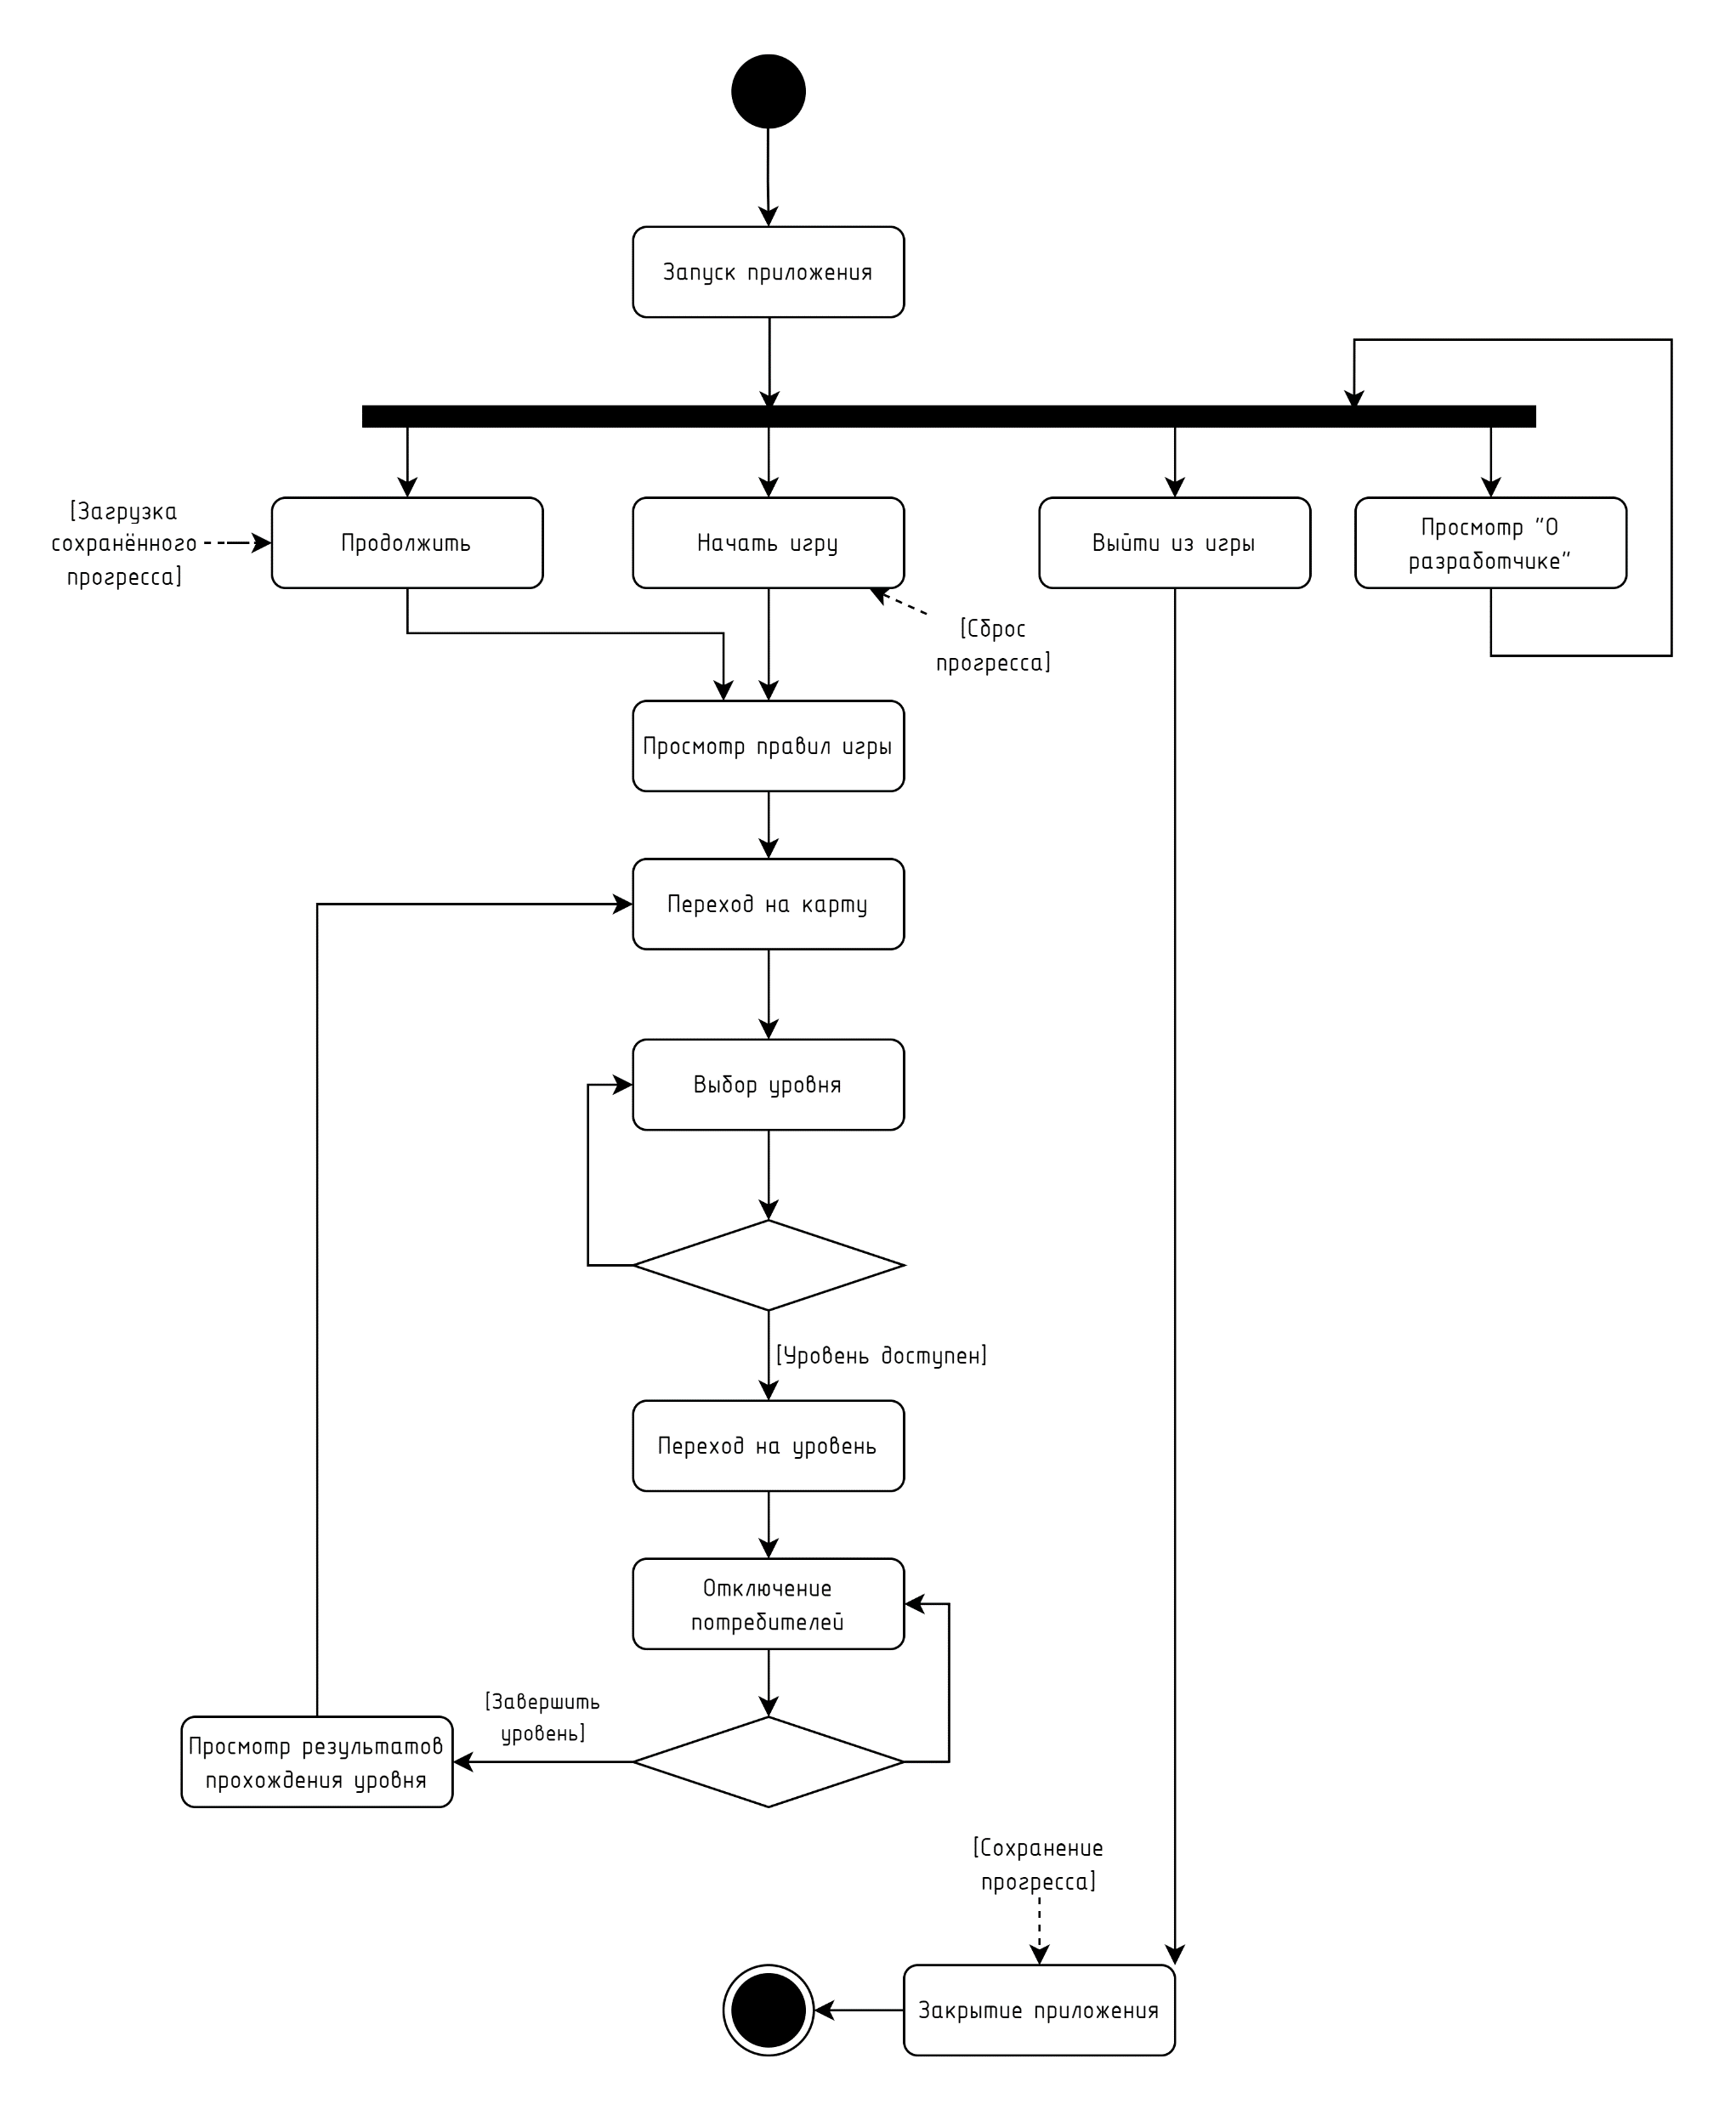 Запуск приложения
[Загрузка
сохранённого
прогресса]
Продолжить
Начать игру
Выйти из игры
Просмотр "О
разработчике"
[Сброс
прогресса]
Просмотр правил игры
Переход на карту
Выбор уровня
[Уровень доступен]
Переход на уровень
Отключение
потребителей
[Завершить
уровень]
Просмотр результатов
прохождения уровня
[Сохранение
прогресса]
Закрытие приложения